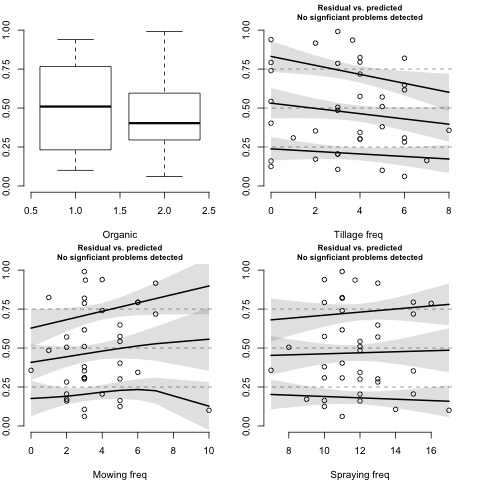 0.00 0.25 0.50 0.75 1.00
0.5 1.0 1.5 2.0 2.5
Organic
Residual vs. predicted
No signficiant problems detected
0.00 0.25 0.50 0.75 1.00
0 2 4 6 8
Tillage freq
Residual vs. predicted
No signficiant problems detected
0.00 0.25 0.50 0.75 1.00
0 2 4 6 8 10
Mowing freq
Residual vs. predicted
No signficiant problems detected
0.00 0.25 0.50 0.75 1.00
8 10 12 14 16
Spraying freq